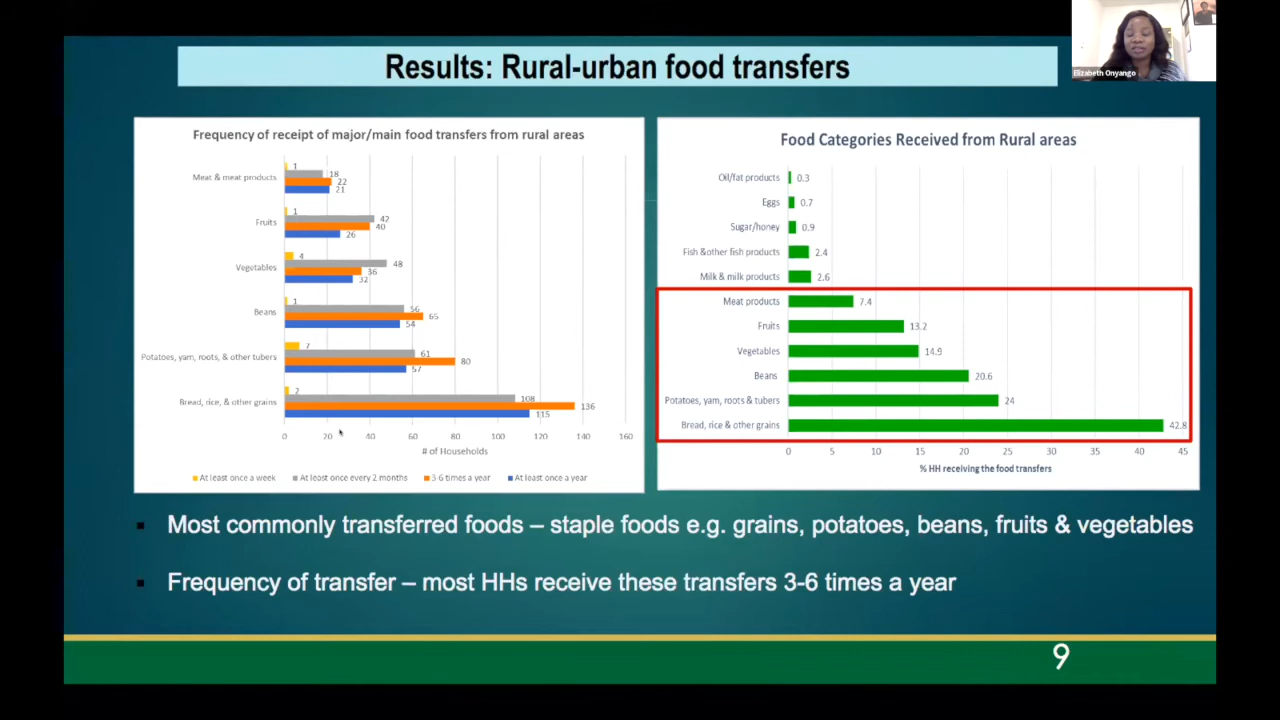 Results: Rural-urban food transfers
Elizabeth Onyango
Frequency of receipt of major/main food transfers from rural areas
Meat & meat products
1
18
22
21
Fruits
1
42
40
26
Vegetables
4
48
36
32
Beans
1
56
65
54
Potatoes, yam, roots, & other tubers
7
61
80
57
Bread, rice, & other grains
2
108
136
115
0 20 40 60 80 100 120 140 160
# of Households
At least once a week At least once every 2 months 3-6 times a year At least once a year
Food Categories Received from Rural areas
Oil/fat products 0.3
Eggs 0.7
Sugar/honey 0.9
Fish &other fish products 2.4
Milk & milk products 2.6
Meat products 7.4
Fruits 13.2
Vegetables 14.9
Beans 20.6
Potatoes, yam, roots & tubers 24
Bread, rice & other grains 42.8
0 5 10 15 20 25 30 35 40 45
% HH receiving the food transfers
Most commonly transferred foods – staple foods e.g. grains, potatoes, beans, fruits & vegetables
Frequency of transfer – most HHs receive these transfers 3-6 times a year
9